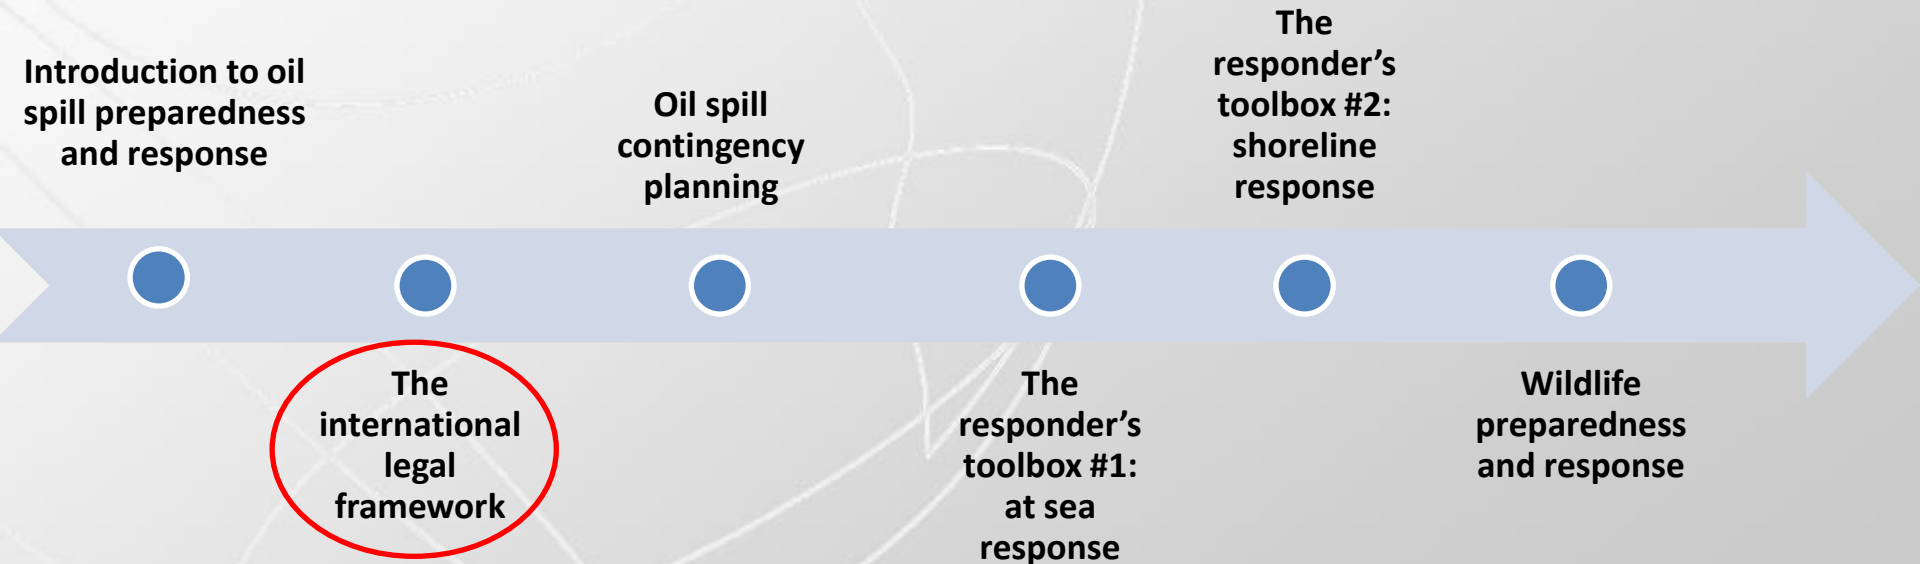 Introduction to oil
spill preparedness
and response
The
international
legal
framework
Oil spill
contingency
planning
The
responder’s
toolbox #1:
at sea
response
The
responder’s
toolbox #2:
shoreline
response
Wildlife
preparedness
and response